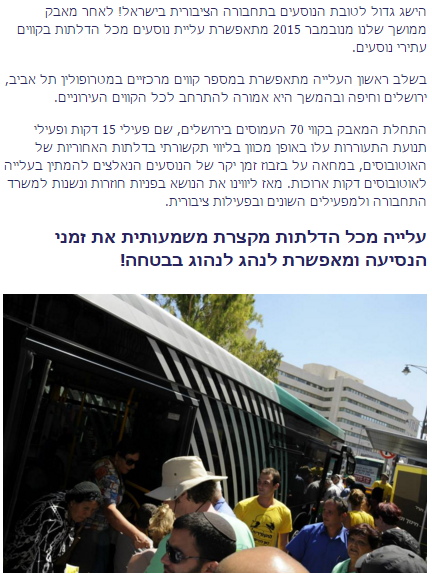 הישג גדול לטובת הנוסעים בתחבורה הציבורית בישראל! לאחר מאבק
ממושך שלנו מנובמבר 2015 מתאפשרת עליית נוסעים מכל הדלתות בקווים
עתירי נוסעים.
בשלב ראשון העלייה מתאפשרת במספר קווים מרכזיים במטרופולין תל אביב,
ירושלים וחיפה ובהמשך היא אמורה להתרחב לכל הקווים העירוניים.
התחלת המאבק בקווי 70 העמוסים בירושלים, שם פעילי 15 דקות ופעילי
תנועת התעוררות עלו באופן מכוון בליווי תקשורתי בדלתות האחוריות של
האוטובוסים, במחאה על בזבוז זמן יקר של הנוסעים הנאלצים להמתין בעלייה
לאוטובוסים דקות ארוכות. מאז ליווינו את הנושא בפניות חוזרות ונשנות למשרד
התחבורה ולמפעילים השונים ובפעילות ציבורית.
עלייה מכל הדלתות מקצרת משמעותית את זמני
הנסיעה ומאפשרת לנהג לנהוג בבטחה!